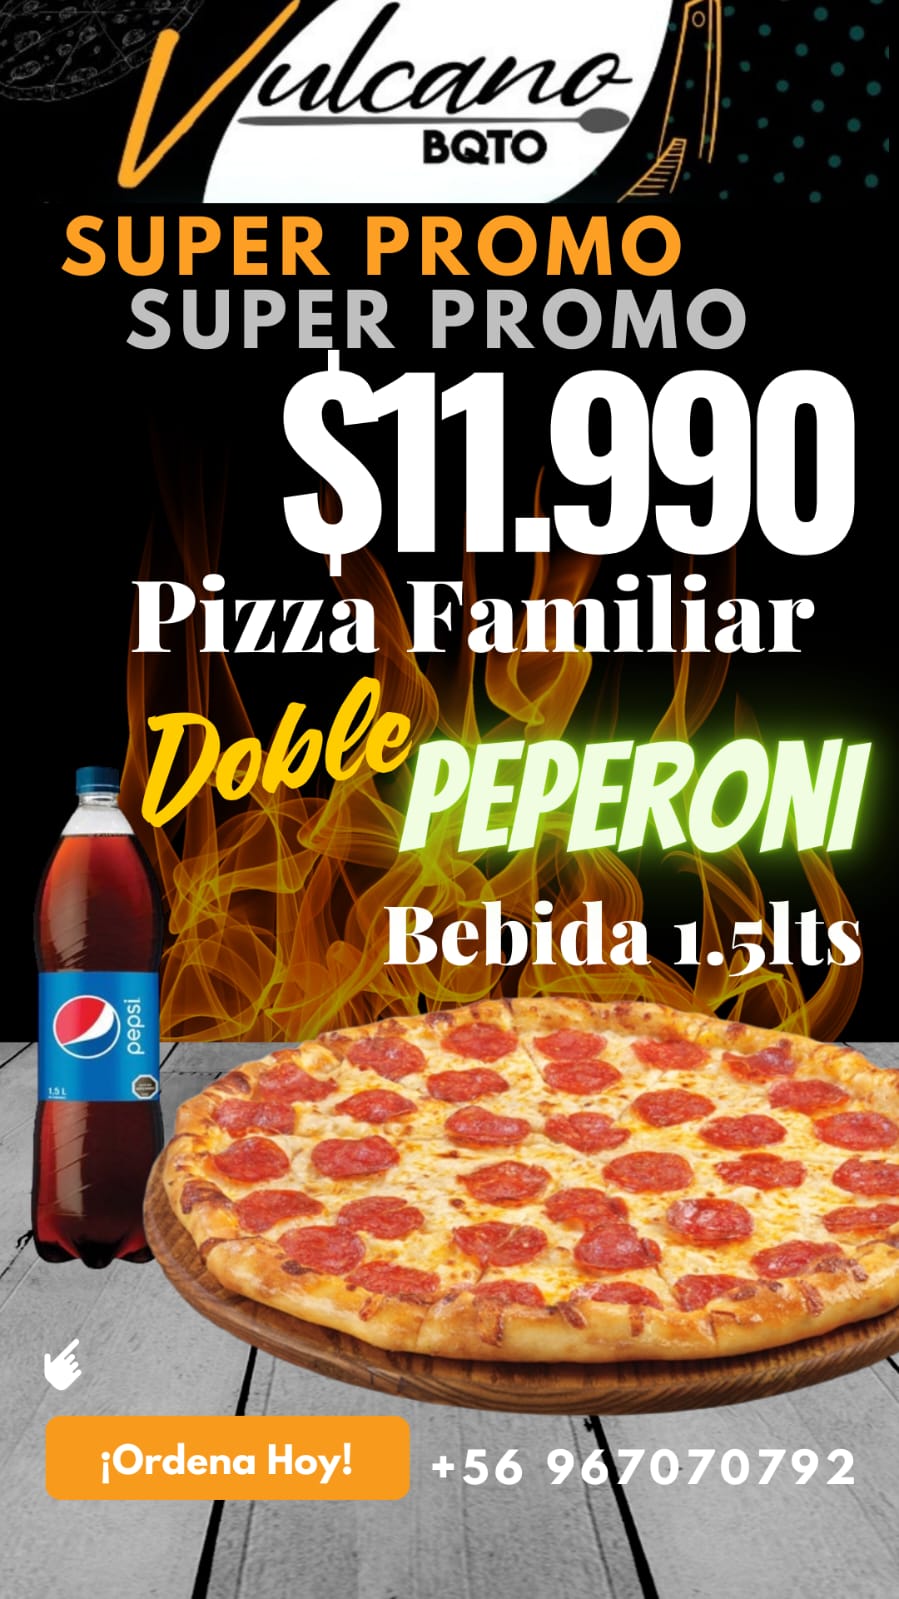 Vulcano
BQTO
SUPER PROMO
SUPER PROMO
$11.990
Pizza Familiar
Doble
PEPERONI
Bebida 1.5lts
pepsi
1,5 L
¡Ordena Hoy!
+56 967070792